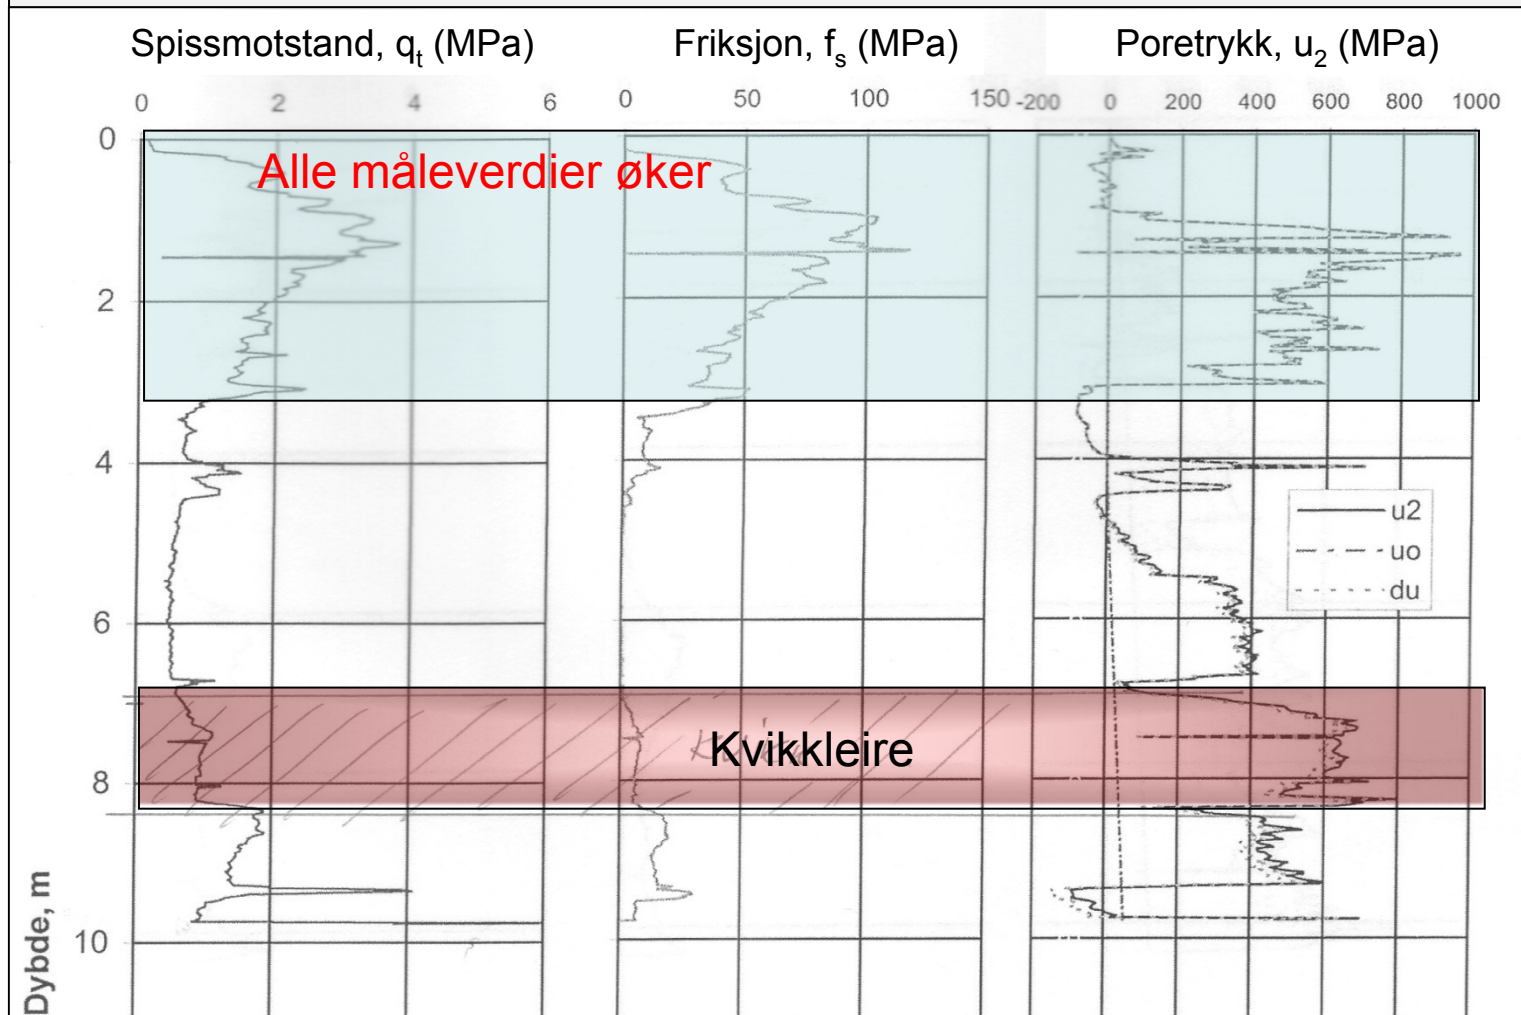 Spissmotstand, qt (MPa)
Friksjon, fs (MPa)
Poretrykk, u2 (MPa)
0 2 4 6
0 50 100 150
-200 0 200 400 600 800 1000
0
Alle måleverdier øker
2
4
u2
uo
du
6
Kvikkleire
8
10
Dybde, m